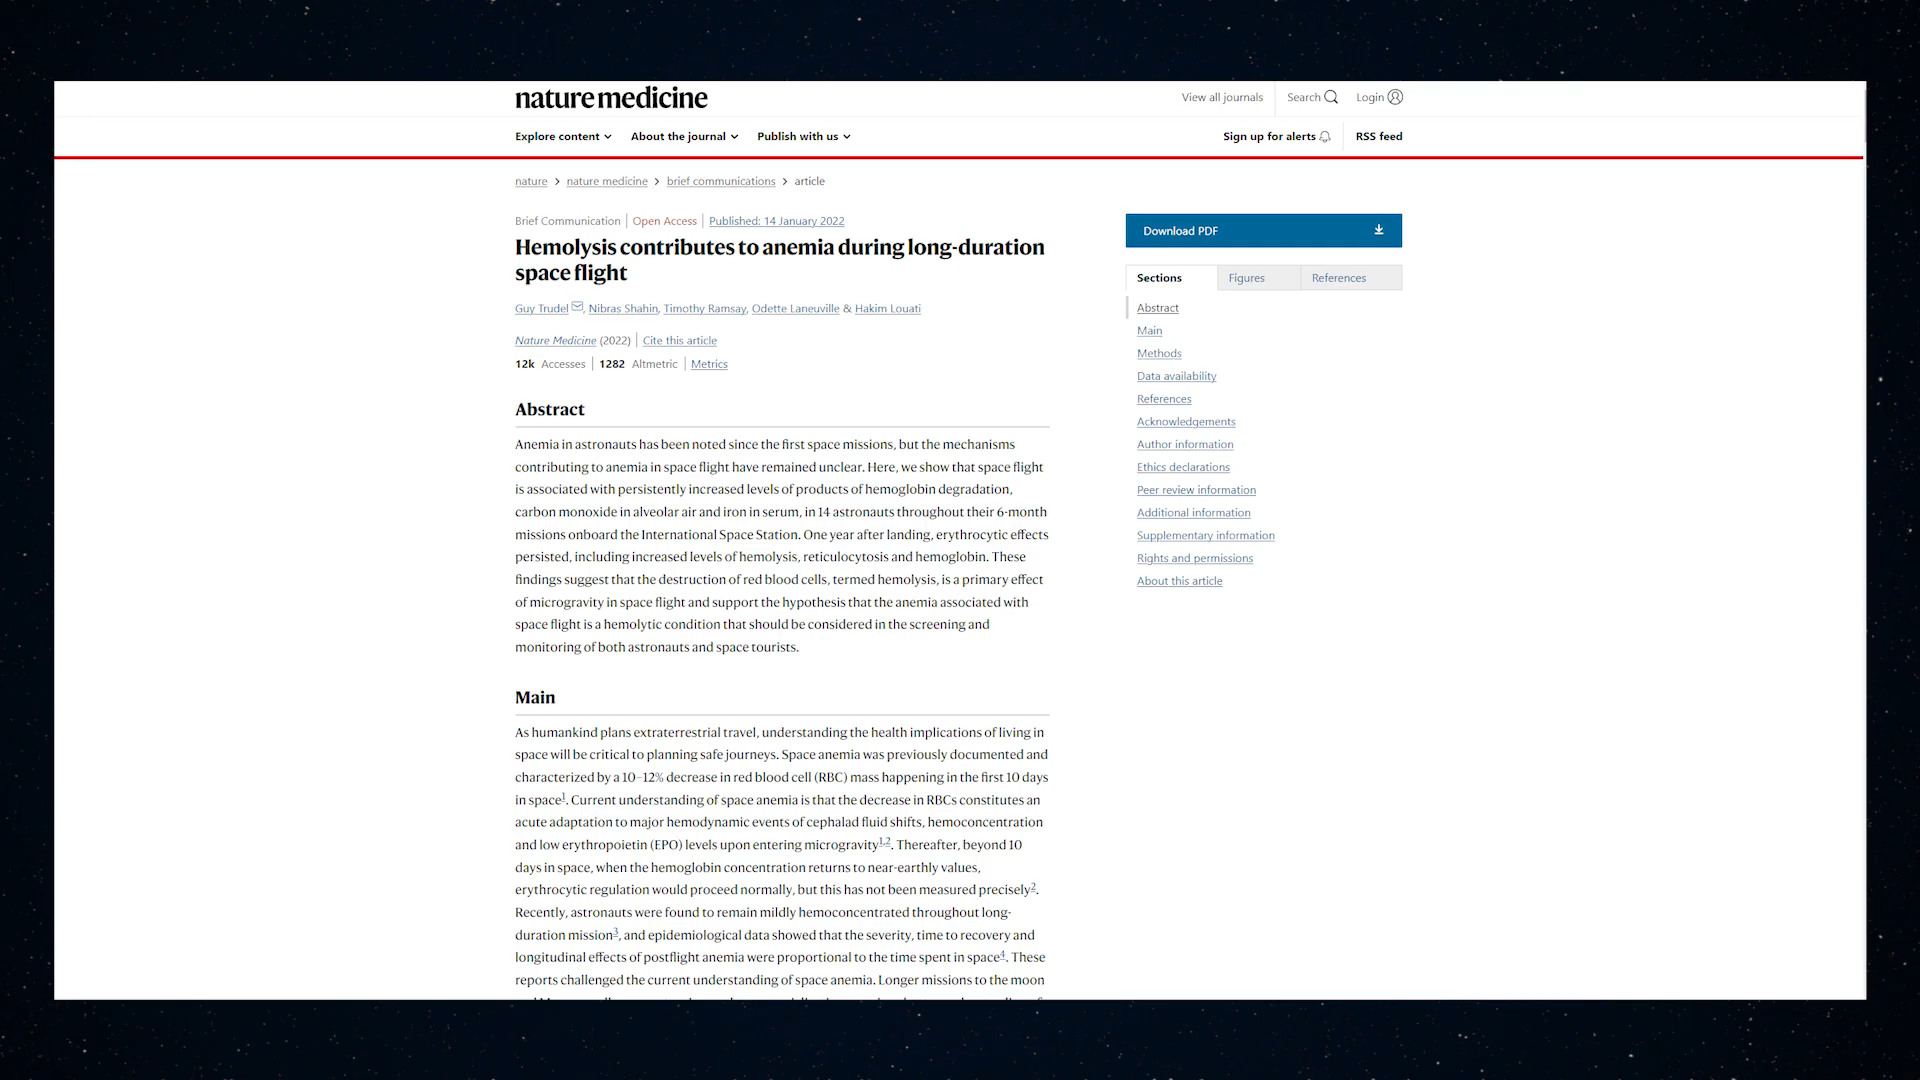 nature medicine
View all journals Search Login
Explore content About the journal Publish with us
Sign up for alerts RSS feed
nature > nature medicine > brief communications > article
Brief Communication | Open Access | Published: 14 January 2022
Hemolysis contributes to anemia during long-duration
space flight
Guy Trudel, Nibras Shahin, Timothy Ramsay, Odette Laneuville & Hakim Louati
Nature Medicine (2022) | Cite this article
12k Accesses | 1282 Altmetric | Metrics
Abstract
Anemia in astronauts has been noted since the first space missions, but the mechanisms
contributing to anemia in space flight have remained unclear. Here, we show that space flight
is associated with persistently increased levels of products of hemoglobin degradation,
carbon monoxide in alveolar air and iron in serum, in 14 astronauts throughout their 6-month
missions onboard the International Space Station. One year after landing, erythrocytic effects
persisted, including increased levels of hemolysis, reticulocytosis and hemoglobin. These
findings suggest that the destruction of red blood cells, termed hemolysis, is a primary effect
of microgravity in space flight and support the hypothesis that the anemia associated with
space flight is a hemolytic condition that should be considered in the screening and
monitoring of both astronauts and space tourists.
Main
As humankind plans extraterrestrial travel, understanding the health implications of living in
space will be critical to planning safe journeys. Space anemia was previously documented and
characterized by a 10–12% decrease in red blood cell (RBC) mass happening in the first 10 days
in space1. Current understanding of space anemia is that the decrease in RBCs constitutes an
acute adaptation to major hemodynamic events of cephalad fluid shifts, hemoconcentration
and low erythropoietin (EPO) levels upon entering microgravity1,2. Thereafter, beyond 10
days in space, when the hemoglobin concentration returns to near-earthly values,
erythrocytic regulation would proceed normally, but this has not been measured precisely2.
Recently, astronauts were found to remain mildly hemoconcentrated throughout long-
duration mission3, and epidemiological data showed that the severity, time to recovery and
longitudinal effects of postflight anemia were proportional to the time spent in space4. These
reports challenged the current understanding of space anemia. Longer missions to the moon
Download PDF
Sections Figures References
Abstract
Main
Methods
Data availability
References
Acknowledgements
Author information
Ethics declarations
Peer review information
Additional information
Supplementary information
Rights and permissions
About this article